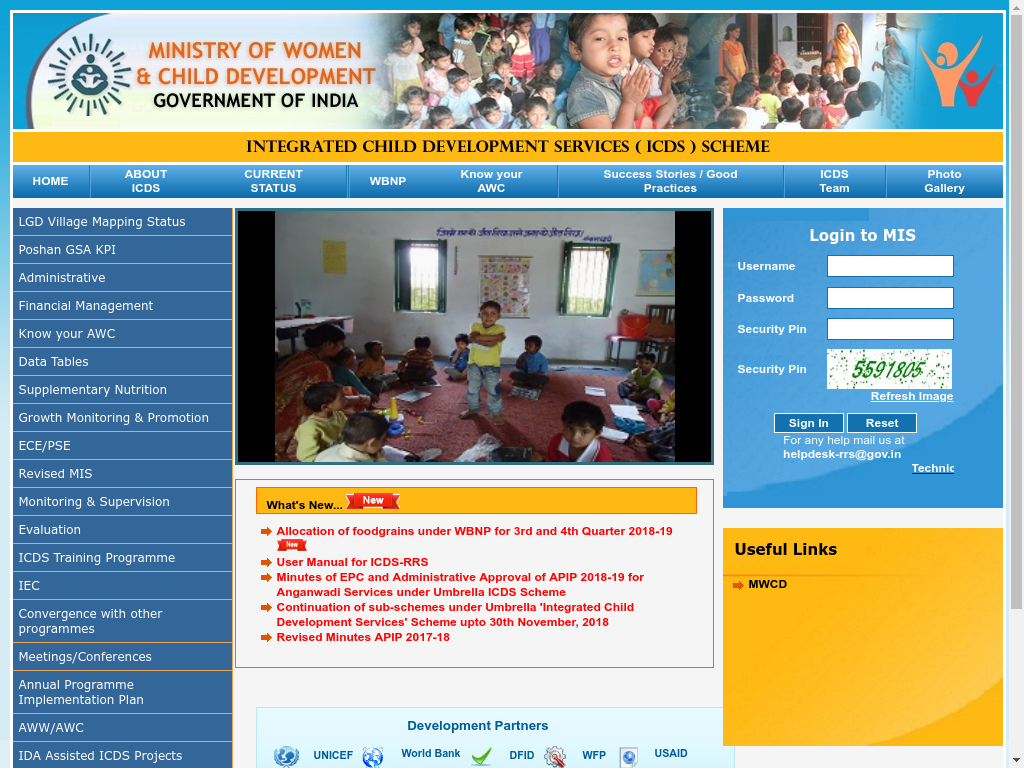 MINISTRY OF WOMEN
& CHILD DEVELOPMENT
GOVERNMENT OF INDIA
INTEGRATED CHILD DEVELOPMENT SERVICES ( ICDS ) SCHEME
HOME
ABOUT
ICDS
CURRENT
STATUS
WBNP
Know your
AWC
Success Stories / Good
Practices
ICDS
Team
Photo
Gallery
LGD Village Mapping Status
Poshan GSA KPI
Administrative
Financial Management
Know your AWC
Data Tables
Supplementary Nutrition
Growth Monitoring & Promotion
ECE/PSE
Revised MIS
Monitoring & Supervision
Evaluation
ICDS Training Programme
IEC
Convergence with other
programmes
Meetings/Conferences
Annual Programme
Implementation Plan
AWW/AWC
IDA Assisted ICDS Projects
What's New... New
Allocation of foodgrains under WBNP for 3rd and 4th Quarter 2018-19
New
User Manual for ICDS-RRS
Minutes of EPC and Administrative Approval of APIP 2018-19 for
Anganwadi Services under Umbrella ICDS Scheme
Continuation of sub-schemes under Umbrella 'Integrated Child
Development Services' Scheme upto 30th November, 2018
Revised Minutes APIP 2017-18
Development Partners
UNICEF
World Bank
DFID
WFP
USAID
Login to MIS
Username
Password
Security Pin
Security Pin 5591805
Refresh Image
Sign In Reset
For any help mail us at
helpdesk-rrs@gov.in
Technic
Useful Links
MWCD